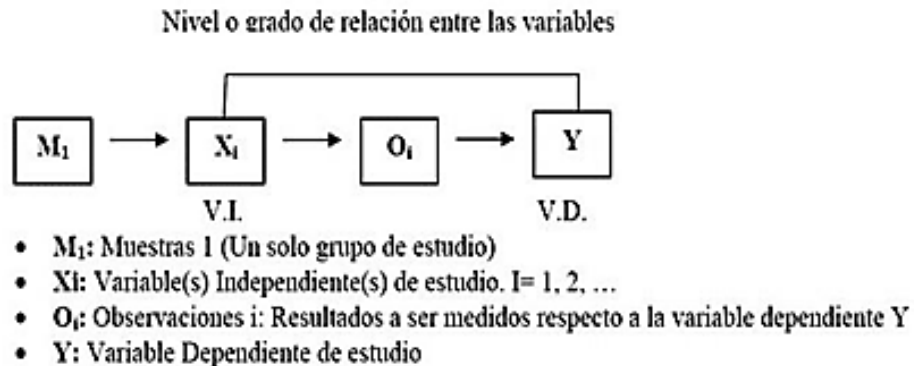 Nivel o grado de relación entre las variables
M₁ Xᵢ Oᵢ Y
V.I. V.D.
• M₁: Muestras 1 (Un solo grupo de estudio)
• Xi: Variable(s) Independiente(s) de estudio. I= 1, 2, …
• Oᵢ: Observaciones i: Resultados a ser medidos respecto a la variable dependiente Y
• Y: Variable Dependiente de estudio